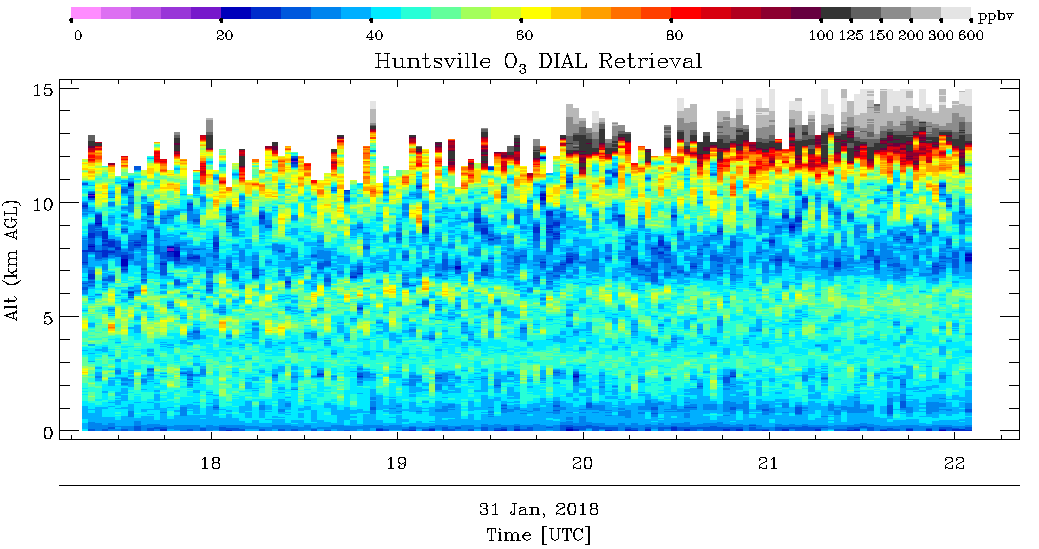 0 20 40 60 80 100 125 150 200 300 600 ppbv
Huntsville O₃ DIAL Retrieval
15
10
5
0
Alt (km AGL)
18 19 20 21 22
31 Jan, 2018
Time [UTC]